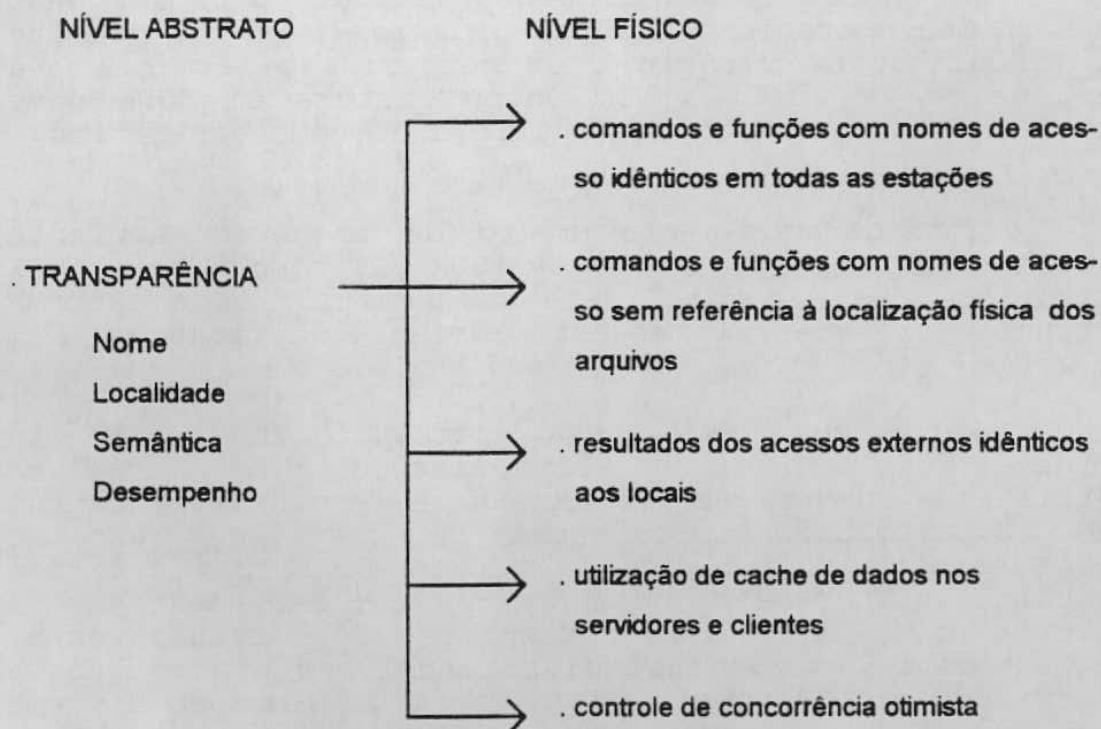 NÍVEL ABSTRATO
NÍVEL FÍSICO
. comandos e funções com nomes de aces-
so idênticos em todas as estações
. TRANSPARÊNCIA
Nome
Localidade
Semântica
Desempenho
. comandos e funções com nomes de aces-
so sem referência à localização física dos
arquivos
. resultados dos acessos externos idênticos
aos locais
. utilização de cache de dados nos
servidores e clientes
. controle de concorrência otimista